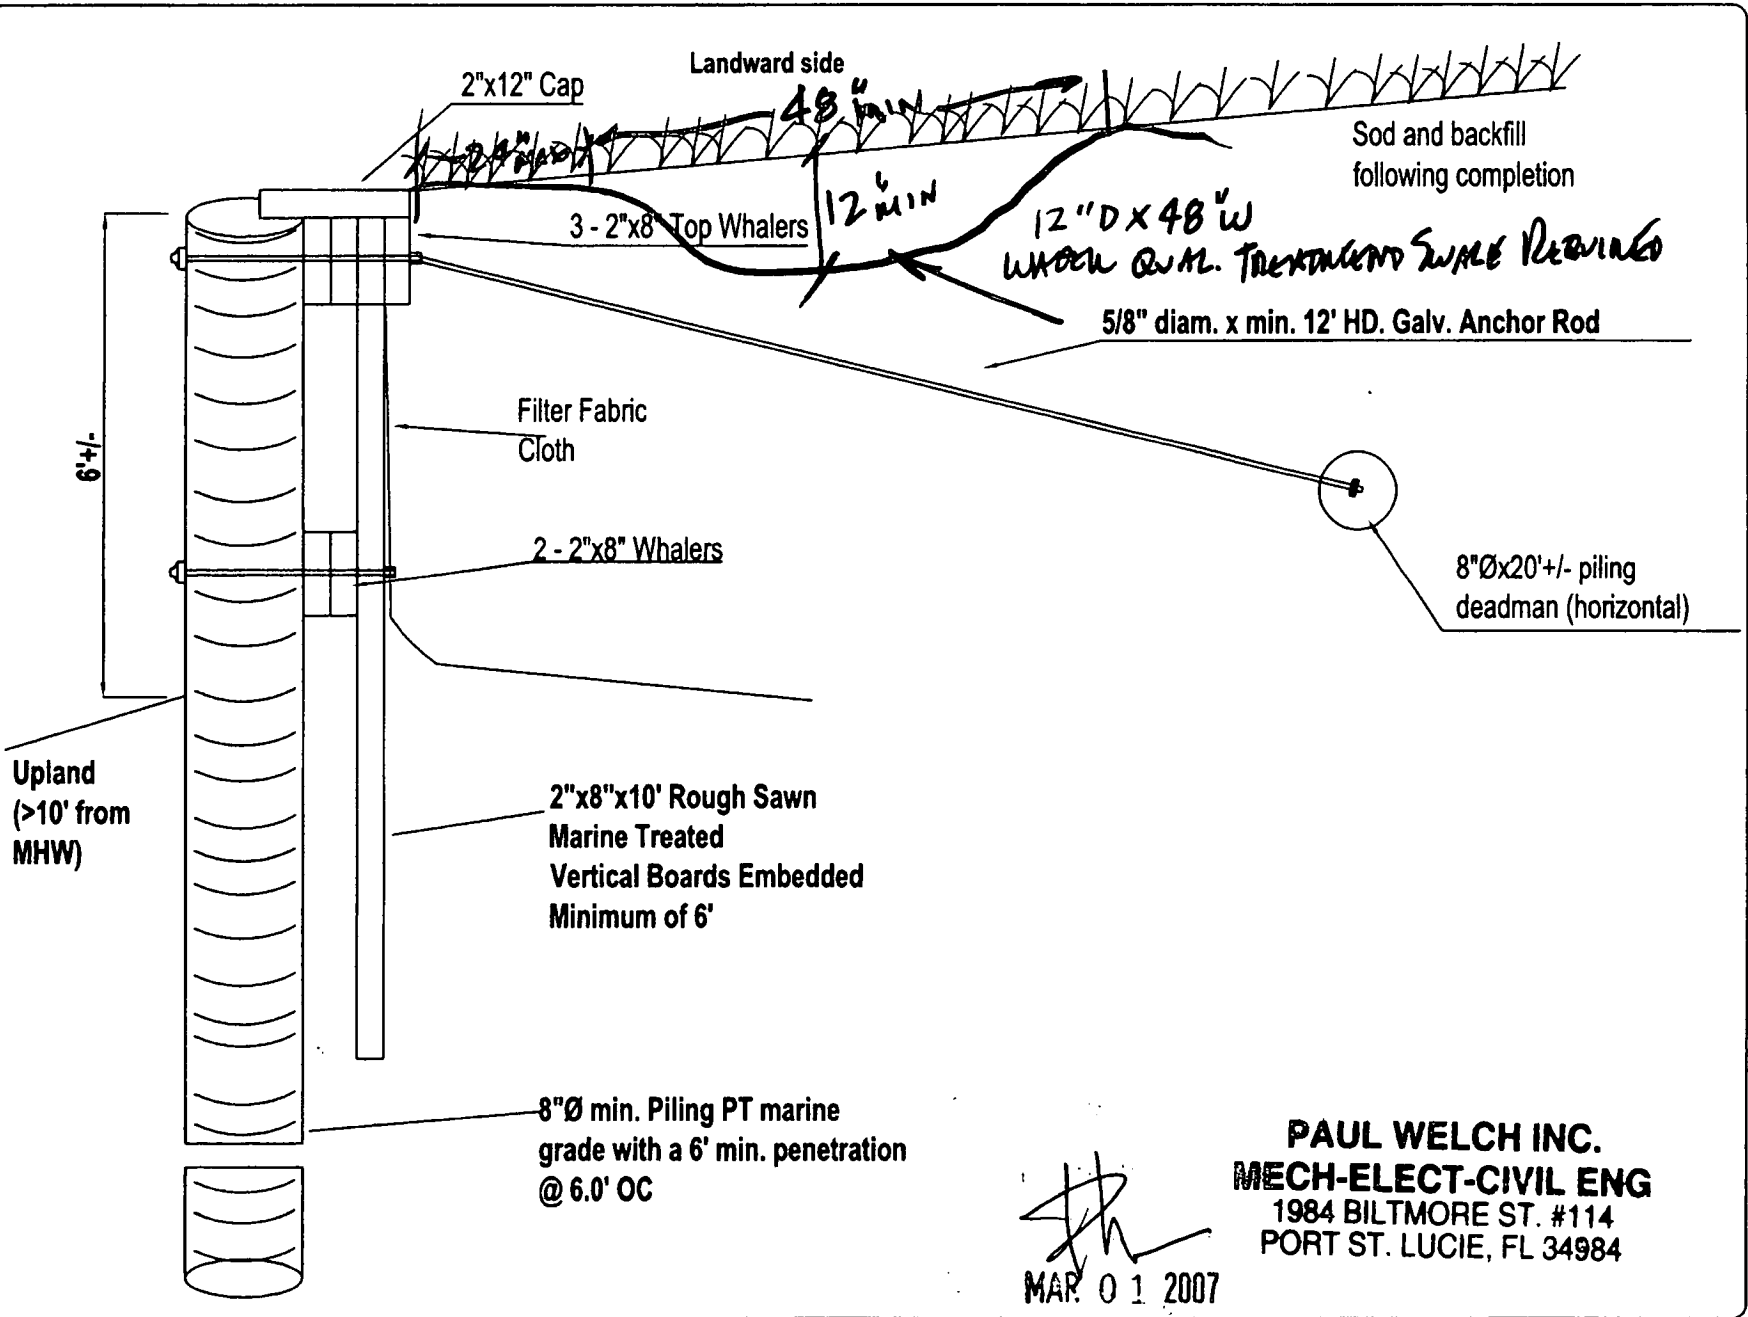 Landward side
2"x12" Cap
48" MIN
24" MAX
Sod and backfill
following completion
12" MIN
3 - 2"x8" Top Whalers
12"D X 48"W
WATER QUAL. TREATMENT SWALE REQUIRED
5/8" diam. x min. 12' HD. Galv. Anchor Rod
Filter Fabric
Cloth
6'+/-
2 - 2"x8" Whalers
8"Øx20'+/- piling
deadman (horizontal)
Upland
(>10' from
MHW)
2"x8"x10' Rough Sawn
Marine Treated
Vertical Boards Embedded
Minimum of 6'
8"Ø min. Piling PT marine
grade with a 6' min. penetration
@ 6.0' OC
PAUL WELCH INC.
MECH-ELECT-CIVIL ENG
1984 BILTMORE ST. #114
PORT ST. LUCIE, FL 34984
MAR 0 1 2007